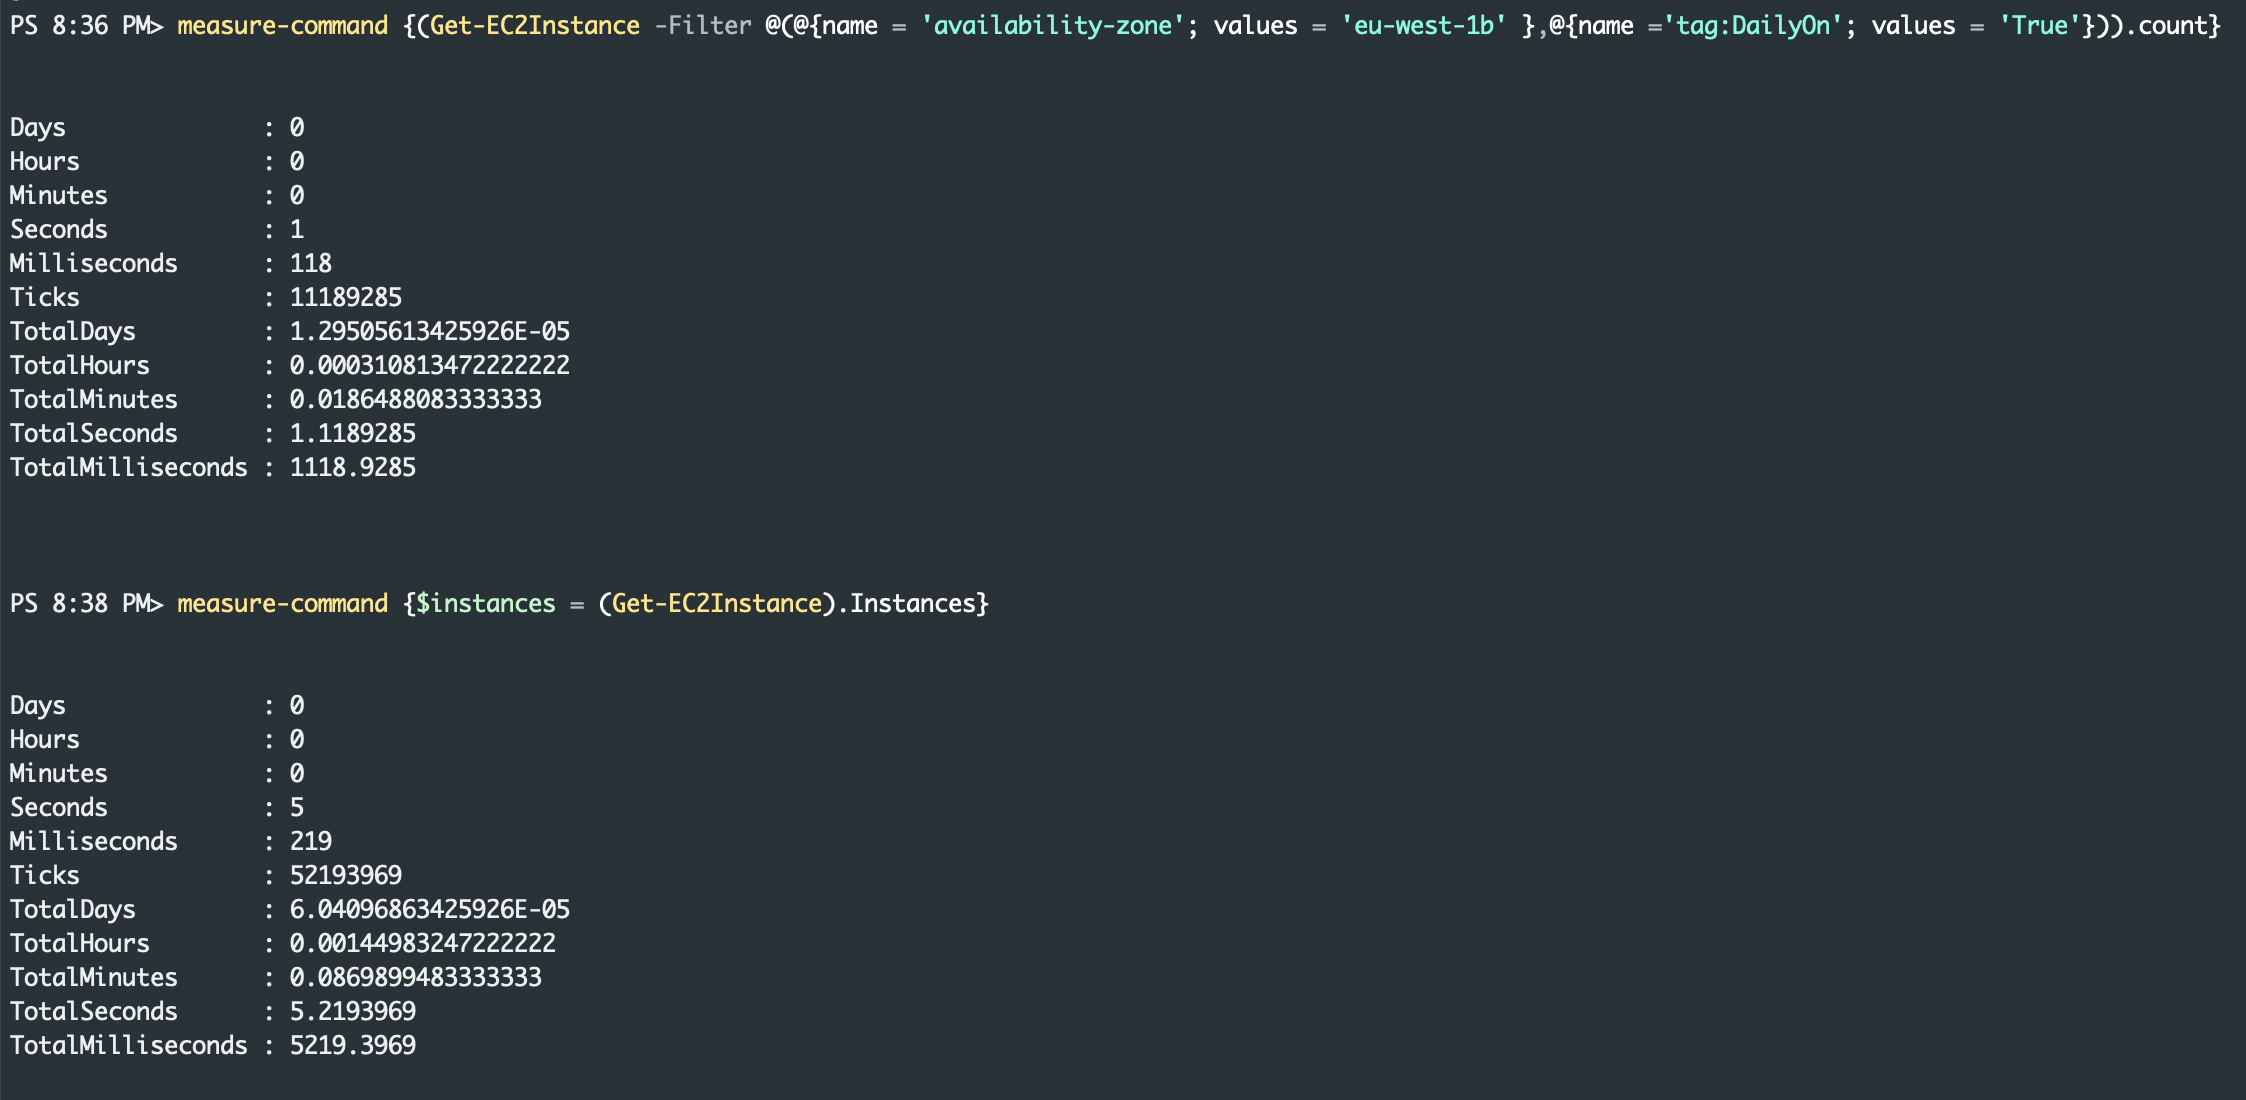 PS 8:36 PM> measure-command {(Get-EC2Instance -Filter @(@{name = 'availability-zone'; values = 'eu-west-1b' },@{name ='tag:DailyOn'; values = 'True'})).count}
Days : 0
Hours : 0
Minutes : 0
Seconds : 1
Milliseconds : 118
Ticks : 11189285
TotalDays : 1.29505613425926E-05
TotalHours : 0.000310813472222222
TotalMinutes : 0.0186488083333333
TotalSeconds : 1.1189285
TotalMilliseconds : 1118.9285
PS 8:38 PM> measure-command {$instances = (Get-EC2Instance).Instances}
Days : 0
Hours : 0
Minutes : 0
Seconds : 5
Milliseconds : 219
Ticks : 52193969
TotalDays : 6.04096863425926E-05
TotalHours : 0.00144983247222222
TotalMinutes : 0.0869899483333333
TotalSeconds : 5.2193969
TotalMilliseconds : 5219.3969